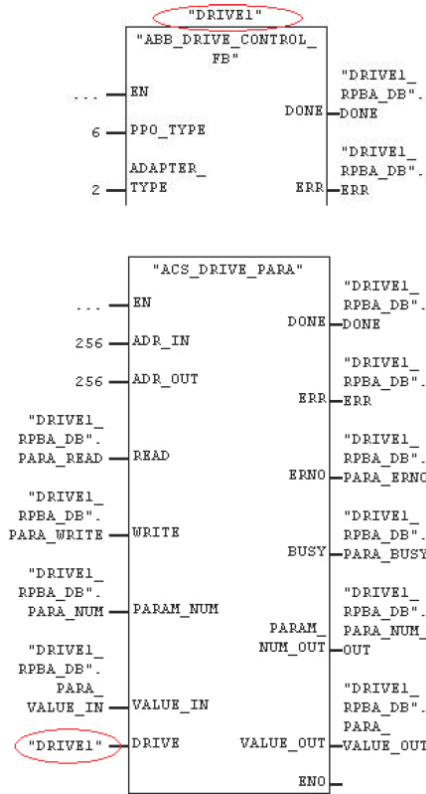 "DRIVE1"
"ABB_DRIVE_CONTROL_
FB"
... EN
"DRIVE1_
RPBA_DB".
DONE DONE
6 PPO_TYPE
"DRIVE1_
RPBA_DB".
ADAPTER_
2 TYPE
ERR ERR
"ACS_DRIVE_PARA"
... EN
"DRIVE1_
RPBA_DB".
DONE DONE
256 ADR_IN
256 ADR_OUT
"DRIVE1_
RPBA_DB".
ERR ERR
"DRIVE1_
RPBA_DB".
PARA_READ READ
"DRIVE1_
RPBA_DB".
ERNO PARA_ERNO
"DRIVE1_
RPBA_DB".
PARA_WRITE WRITE
"DRIVE1_
RPBA_DB".
BUSY PARA_BUSY
"DRIVE1_
RPBA_DB".
PARA_NUM PARAM_NUM
"DRIVE1_
RPBA_DB".
PARAM_ PARA_NUM_
NUM_OUT OUT
"DRIVE1_
RPBA_DB".
PARA_
VALUE_IN VALUE_IN
"DRIVE1_
RPBA_DB".
PARA_
VALUE_OUT VALUE_OUT
"DRIVE1" DRIVE
ENO